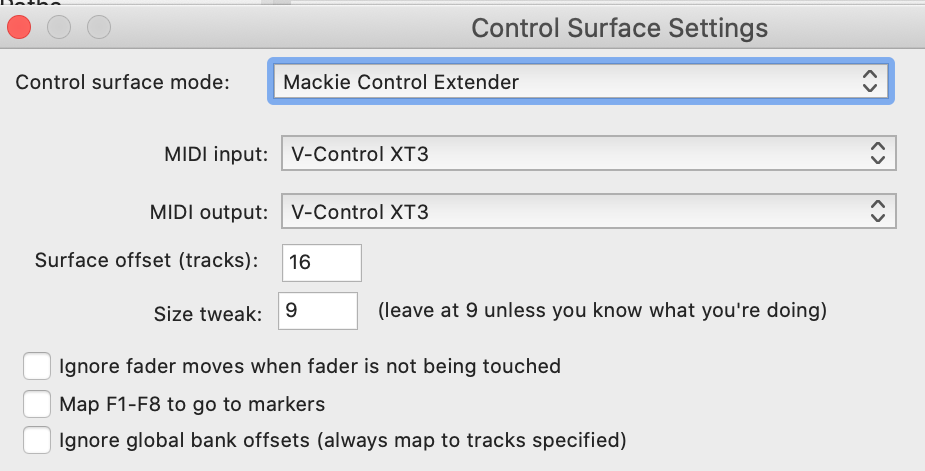 Control Surface Settings
Control surface mode: Mackie Control Extender
MIDI input: V-Control XT3
MIDI output: V-Control XT3
Surface offset (tracks): 16
Size tweak: 9 (leave at 9 unless you know what you're doing)
Ignore fader moves when fader is not being touched
Map F1-F8 to go to markers
Ignore global bank offsets (always map to tracks specified)